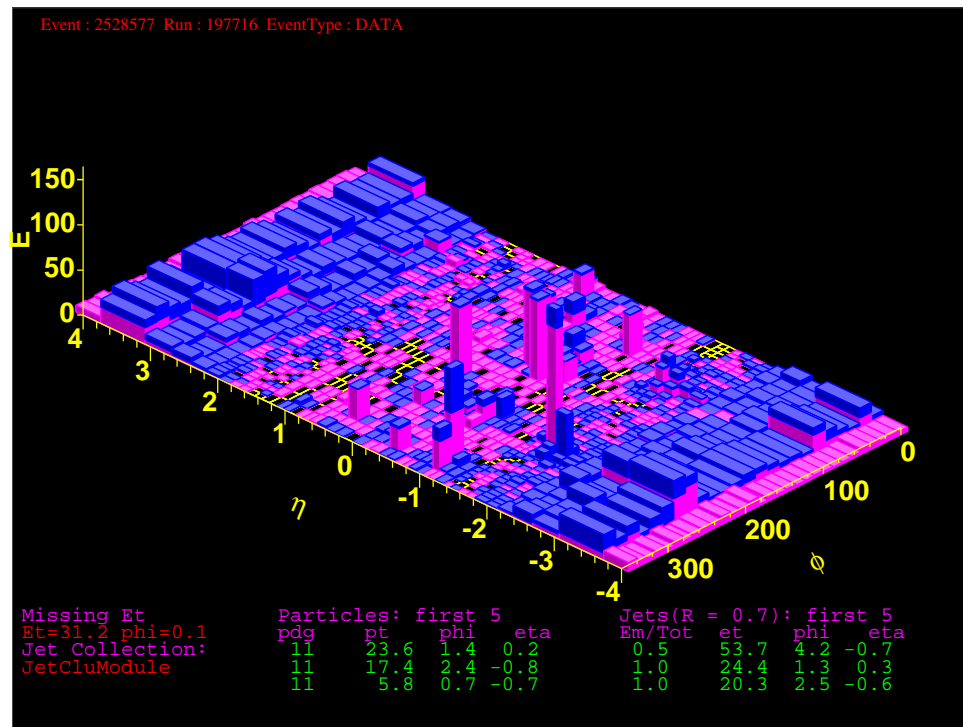 Event : 2528577 Run : 197716 EventType : DATA
150
100
50
0
E
4
3
2
1
0
-1
-2
-3
-4
η
0
100
200
300
φ
Missing Et
Et=31.2 phi=0.1
Jet Collection:
JetCluModule
Particles: first 5
pdg pt phi eta
11 23.6 1.4 0.2
11 17.4 2.4 -0.8
11 5.8 0.7 -0.7
Jets(R = 0.7): first 5
Em/Tot et phi eta
0.5 53.7 4.2 -0.7
1.0 24.4 1.3 0.3
1.0 20.3 2.5 -0.6